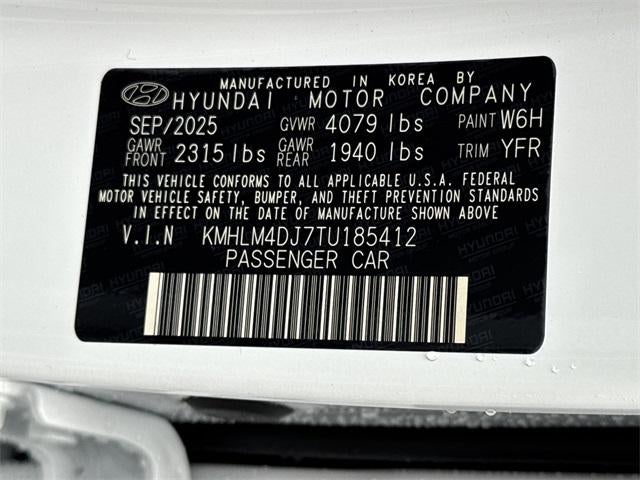 MANUFACTURED IN KOREA BY
HYUNDAI MOTOR COMPANY
SEP/2025 GVWR 4079 lbs PAINT W6H
GAWR FRONT 2315 lbs GAWR REAR 1940 lbs TRIM YFR
THIS VEHICLE CONFORMS TO ALL APPLICABLE U.S.A. FEDERAL
MOTOR VEHICLE SAFETY, BUMPER, AND THEFT PREVENTION STANDARDS
IN EFFECT ON THE DATE OF MANUFACTURE SHOWN ABOVE
V.I.N KMHLM4DJ7TU185412
PASSENGER CAR